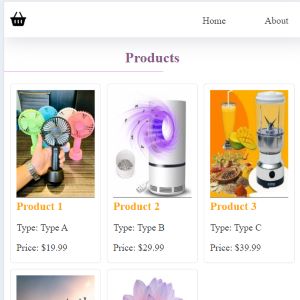 Home About
Products
Product 1 Product 2 Product 3
Type: Type A Type: Type B Type: Type C
Price: $19.99 Price: $29.99 Price: $39.99